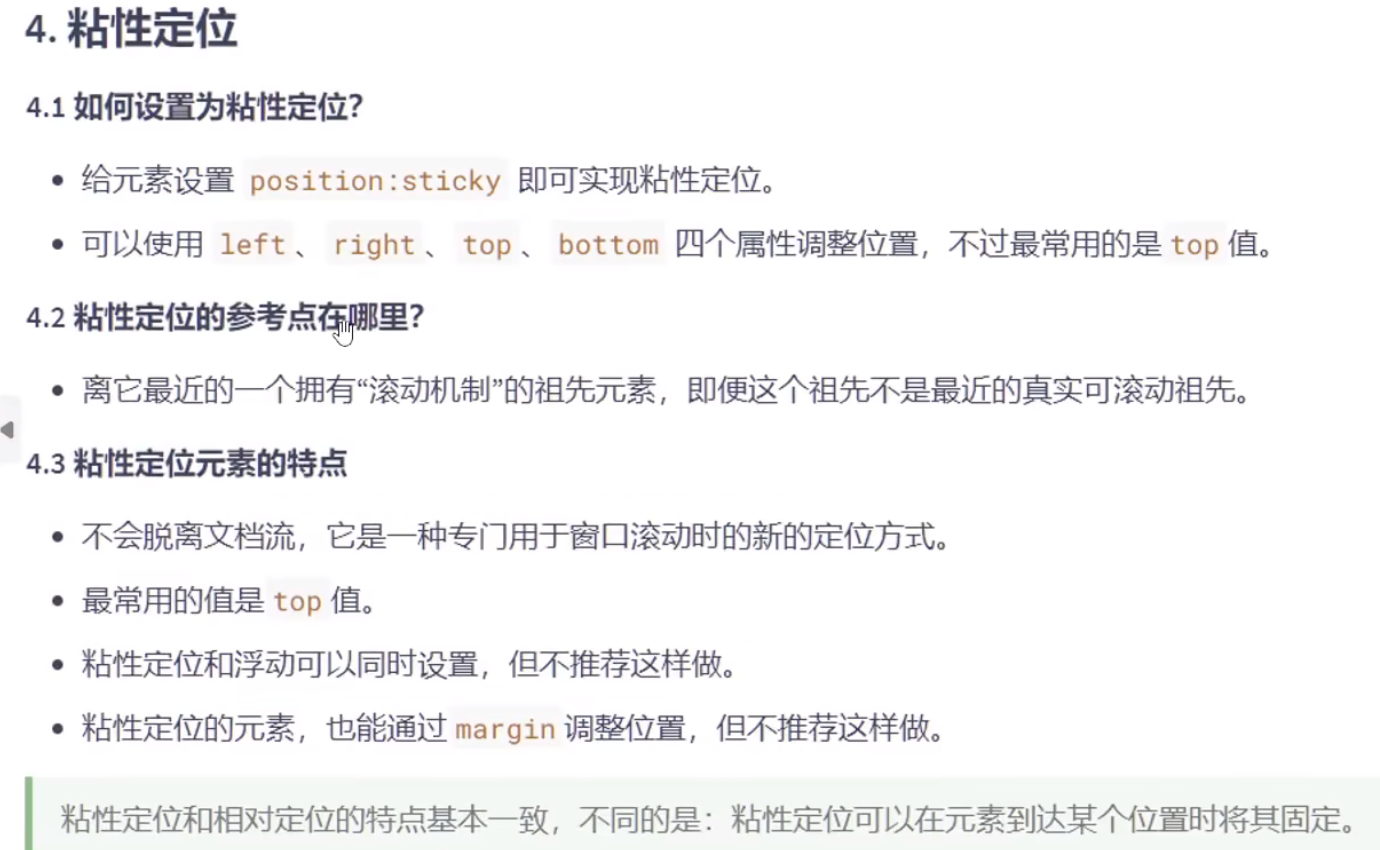 4. 粘性定位
4.1 如何设置为粘性定位？
给元素设置 position:sticky 即可实现粘性定位。
可以使用 left 、 right 、 top 、 bottom 四个属性调整位置，不过最常用的是 top 值。
4.2 粘性定位的参考点在哪里？
离它最近的一个拥有“滚动机制”的祖先元素，即便这个祖先不是最近的真实可滚动祖先。
4.3 粘性定位元素的特点
不会脱离文档流，它是一种专门用于窗口滚动时的新的定位方式。
最常用的值是 top 值。
粘性定位和浮动可以同时设置，但不推荐这样做。
粘性定位的元素，也能通过 margin 调整位置，但不推荐这样做。
粘性定位和相对定位的特点基本一致，不同的是：粘性定位可以在元素到达某个位置时将其固定。